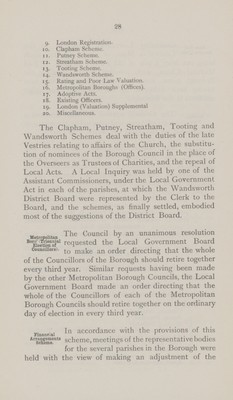 28
9. London Registration.
10. Clapham Scheme.
11. Putney Scheme.
12. Streatham Scheme.
13. Tooting Scheme.
14. Wandsworth Scheme.
15. Rating and Poor Law Valuation.
16. Metropolitan Boroughs (Offices).
17. Adoptive Acts.
18. Existing Officers.
19. London (Valuation) Supplemental
20. Miscellaneous.
The Clapham, Putney, Streatham, Tooting and
Wandsworth Schemes deal with the duties of the late
Vestries relating to affairs of the Church, the substitu-
tion of nominees of the Borough Council in the place of
the Overseers as Trustees of Charities, and the repeal of
Local Acts. A Local Inquiry was held by one of the
Assistant Commissioners, under the Local Government
Act in each of the parishes, at which the Wandsworth
District Board were represented by the Clerk to the
Board, and the schemes, as finally settled, embodied
most of the suggestions of the District Board.
Metropolitan
Boro' Triennial
Election of
Councillors.
The Council by an unanimous resolution
requested the Local Government Board
to make an order directing that the whole
of the Councillors of the Borough should retire together
every third year. Similar requests having been made
by the other Metropolitan Borough Councils, the Local
Government Board made an order directing that the
whole of the Councillors of each of the Metropolitan
Borough Councils should retire together on the ordinary
day of election in every third year.
Financial
Arrangements
Scheme.
In accordance with the provisions of this
scheme, meetings of the representative bodies
for the several parishes in the Borough were
held with the view of making an adjustment of the